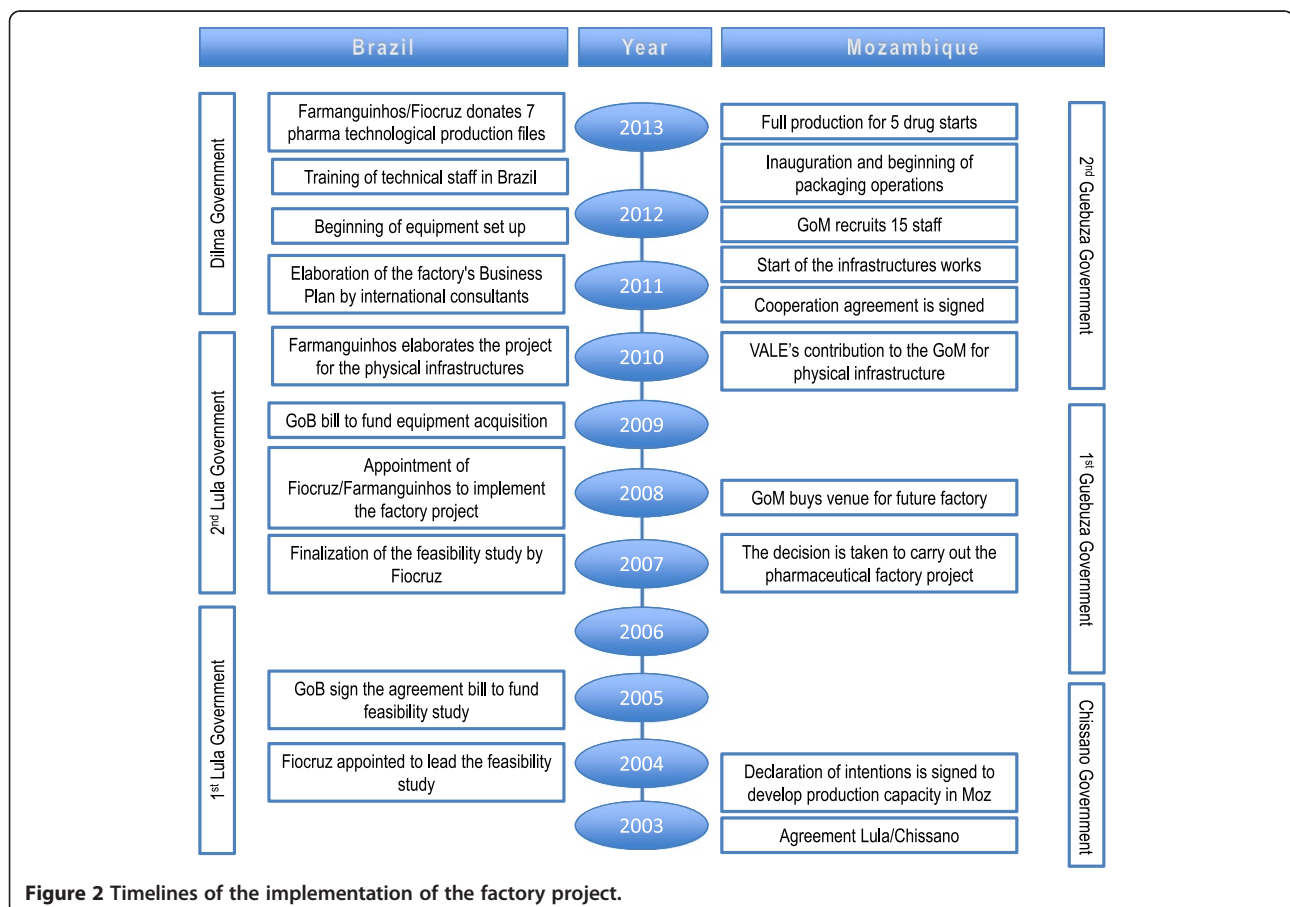 Brazil
Year
Mozambique
Dilma Government
2nd Lula Government
1st Lula Government
Farmanguinhos/Fiocruz donates 7
pharma technological production files
Training of technical staff in Brazil
Beginning of equipment set up
Elaboration of the factory's Business
Plan by international consultants
Farmanguinhos elaborates the project
for the physical infrastructures
GoB bill to fund equipment acquisition
Appointment of
Fiocruz/Farmanguinhos to implement
the factory project
Finalization of the feasibility study by
Fiocruz
GoB sign the agreement bill to fund
feasibility study
Fiocruz appointed to lead the feasibility
study
2013
2012
2011
2010
2009
2008
2007
2006
2005
2004
2003
Full production for 5 drug starts
Inauguration and beginning of
packaging operations
GoM recruits 15 staff
Start of the infrastructures works
Cooperation agreement is signed
VALE's contribution to the GoM for
physical infrastructure
GoM buys venue for future factory
The decision is taken to carry out the
pharmaceutical factory project
Declaration of intentions is signed to
develop production capacity in Moz
Agreement Lula/Chissano
2nd Guebuza Government
1st Guebuza Government
Chissano Government
Figure 2 Timelines of the implementation of the factory project.